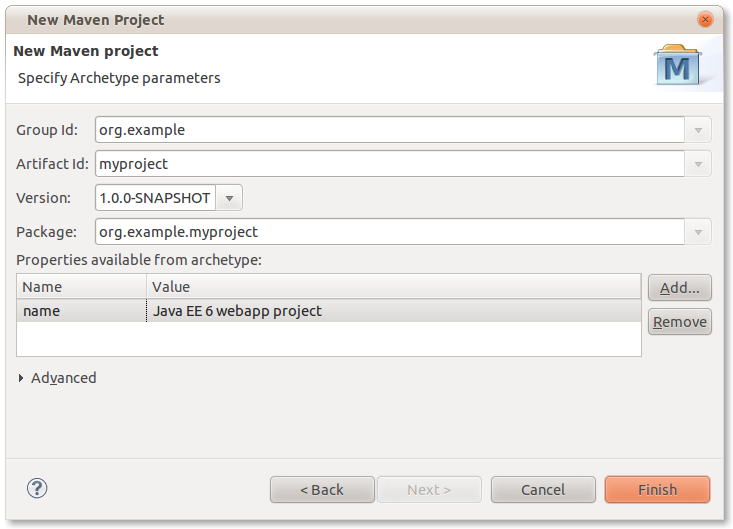 New Maven Project
New Maven project
Specify Archetype parameters
M
Group Id: org.example
Artifact Id: myproject
Version: 1.0.0-SNAPSHOT
Package: org.example.myproject
Properties available from archetype:
Name Value
Add...
name Java EE 6 webapp project
Remove
Advanced
? < Back Next > Cancel Finish